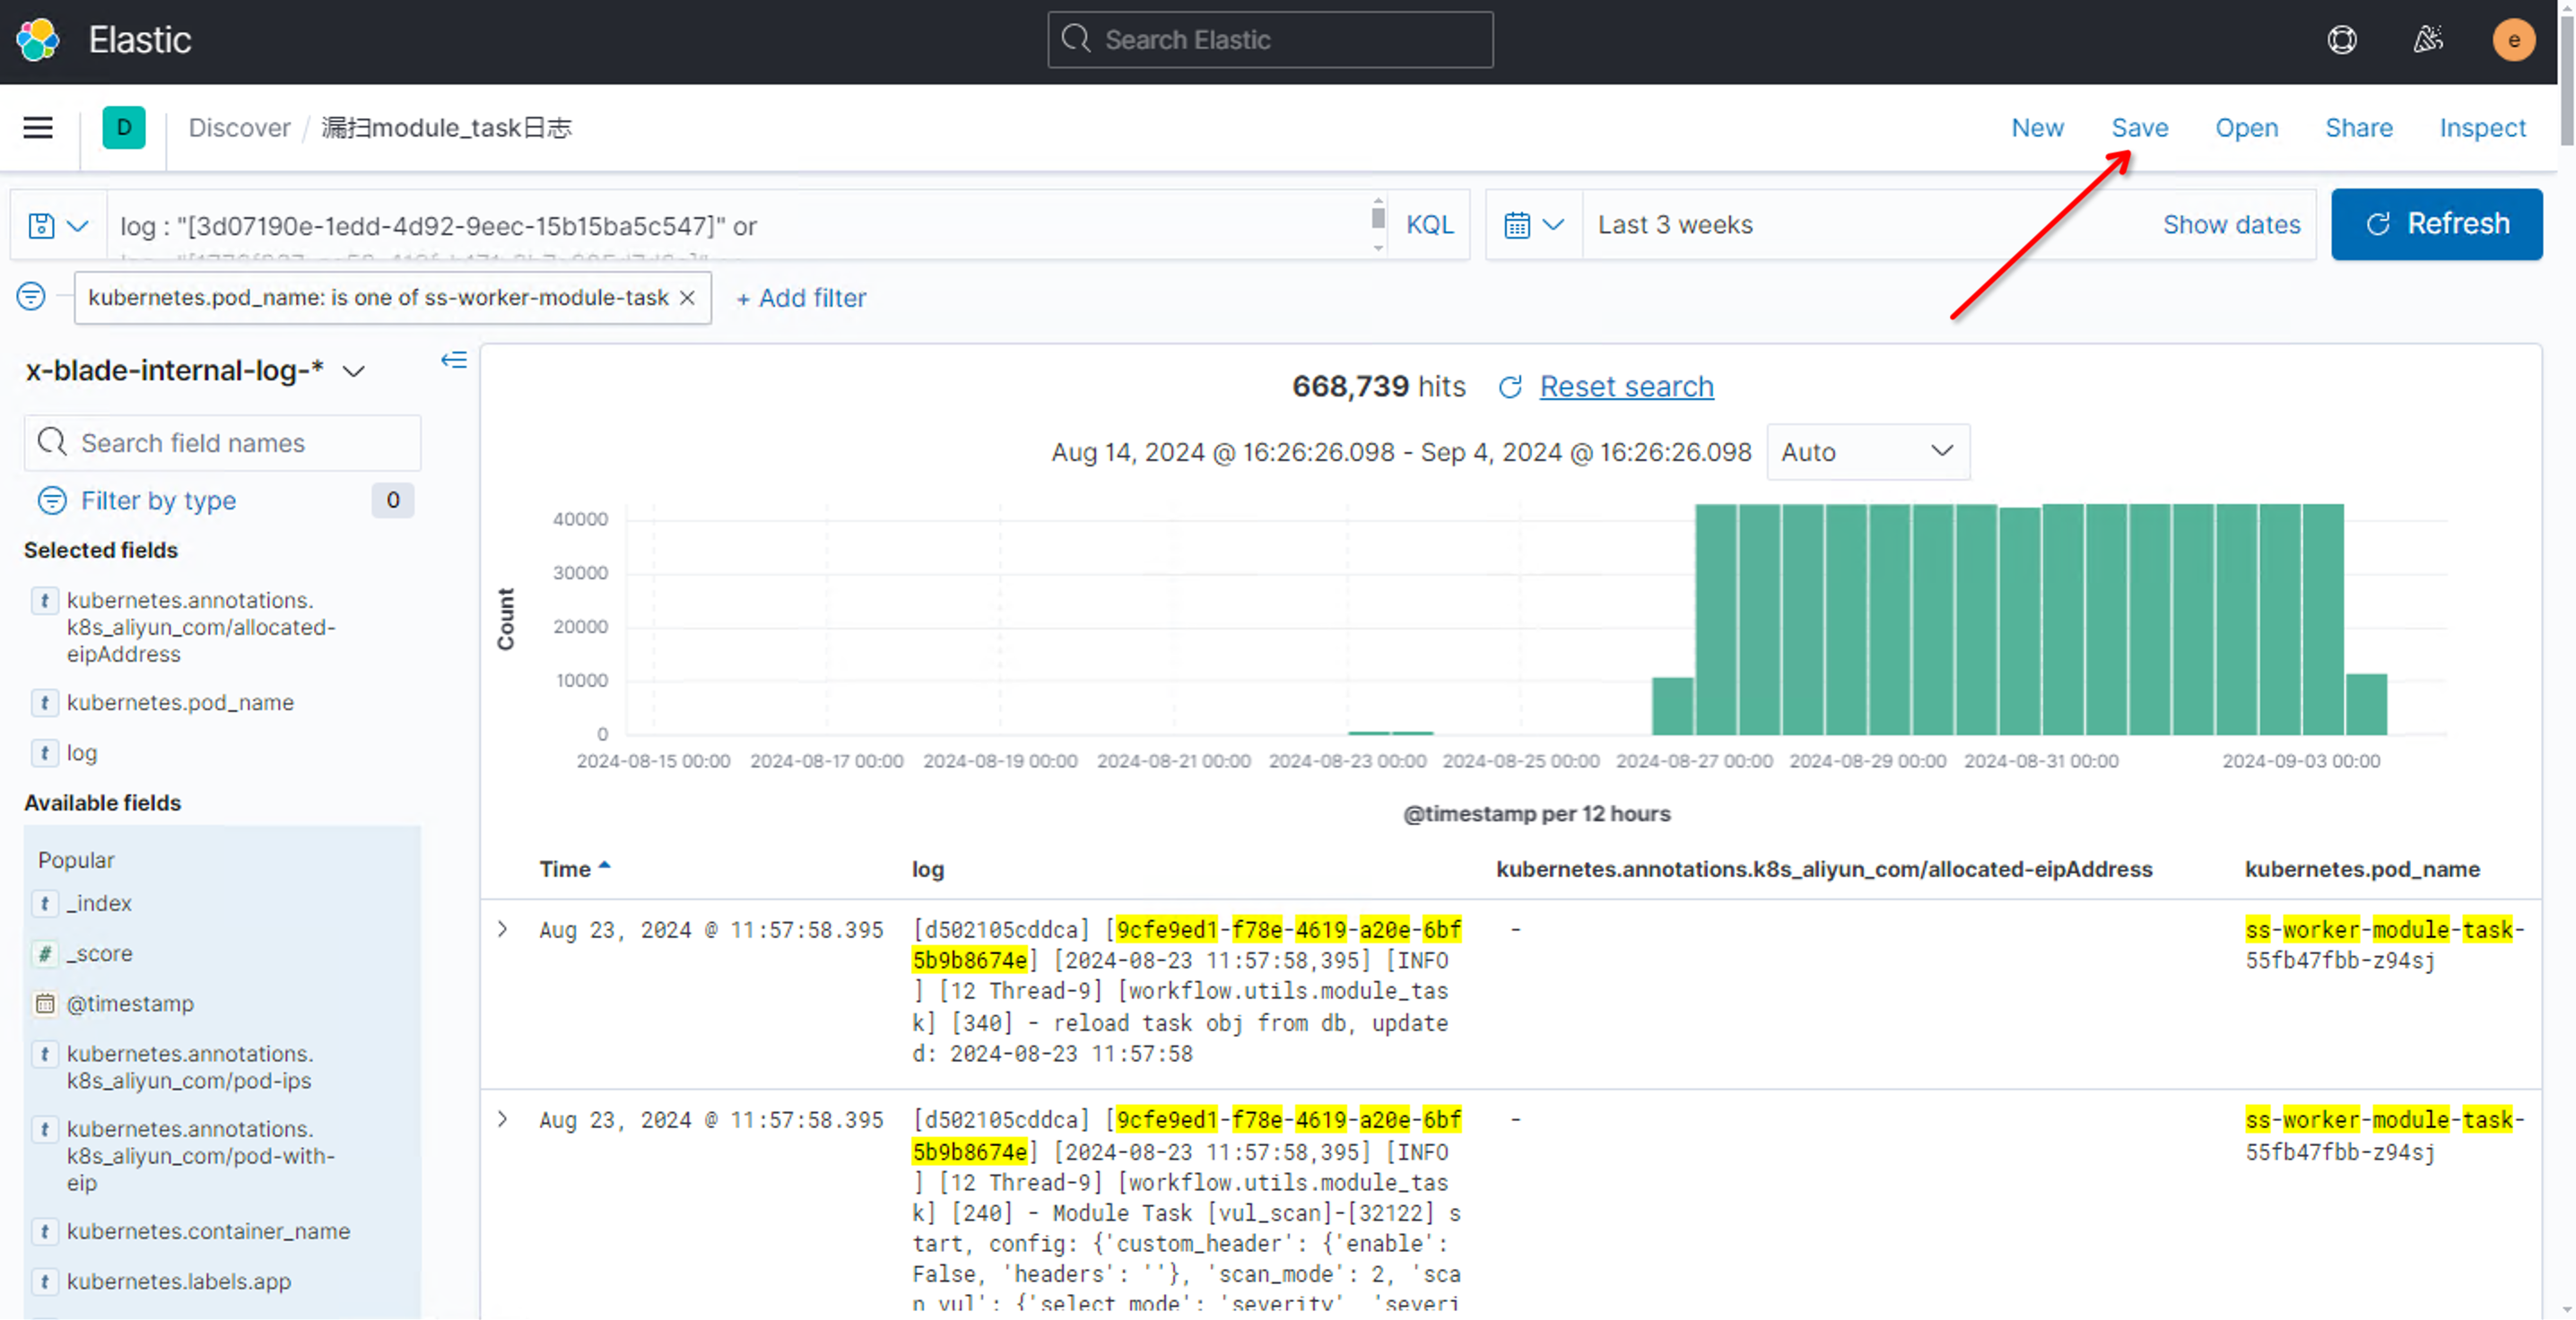 Elastic
Search Elastic
e
D
Discover / 漏扫module_task日志
New Save Open Share Inspect
log : "[3d07190e-1edd-4d92-9eec-15b15ba5c547]" or
KQL
Last 3 weeks
Show dates
Refresh
kubernetes.pod_name: is one of ss-worker-module-task ×
+ Add filter
x-blade-internal-log-*
Search field names
Filter by type 0
Selected fields
t kubernetes.annotations.
k8s_aliyun_com/allocated-
eipAddress
t kubernetes.pod_name
t log
Available fields
Popular
t _index
# _score
@timestamp
t kubernetes.annotations.
k8s_aliyun_com/pod-ips
t kubernetes.annotations.
k8s_aliyun_com/pod-with-
eip
t kubernetes.container_name
t kubernetes.labels.app
668,739 hits Reset search
Aug 14, 2024 @ 16:26:26.098 - Sep 4, 2024 @ 16:26:26.098 Auto
Count
40000
30000
20000
10000
0
2024-08-15 00:00 2024-08-17 00:00 2024-08-19 00:00 2024-08-21 00:00 2024-08-23 00:00 2024-08-25 00:00 2024-08-27 00:00 2024-08-29 00:00 2024-08-31 00:00 2024-09-03 00:00
@timestamp per 12 hours
Time log kubernetes.annotations.k8s_aliyun_com/allocated-eipAddress kubernetes.pod_name
Aug 23, 2024 @ 11:57:58.395 [d502105cddca] [9cfe9ed1-f78e-4619-a20e-6bf - ss-worker-module-task-
5b9b8674e] [2024-08-23 11:57:58,395] [INFO 55fb47fbb-z94sj
] [12 Thread-9] [workflow.utils.module_tas
k] [340] - reload task obj from db, update
d: 2024-08-23 11:57:58
Aug 23, 2024 @ 11:57:58.395 [d502105cddca] [9cfe9ed1-f78e-4619-a20e-6bf - ss-worker-module-task-
5b9b8674e] [2024-08-23 11:57:58,395] [INFO 55fb47fbb-z94sj
] [12 Thread-9] [workflow.utils.module_tas
k] [240] - Module Task [vul_scan]-[32122] s
tart, config: {'custom_header': {'enable':
False, 'headers': ''}, 'scan_mode': 2, 'sca
n_vul': {'select_mode': 'severity' 'severi